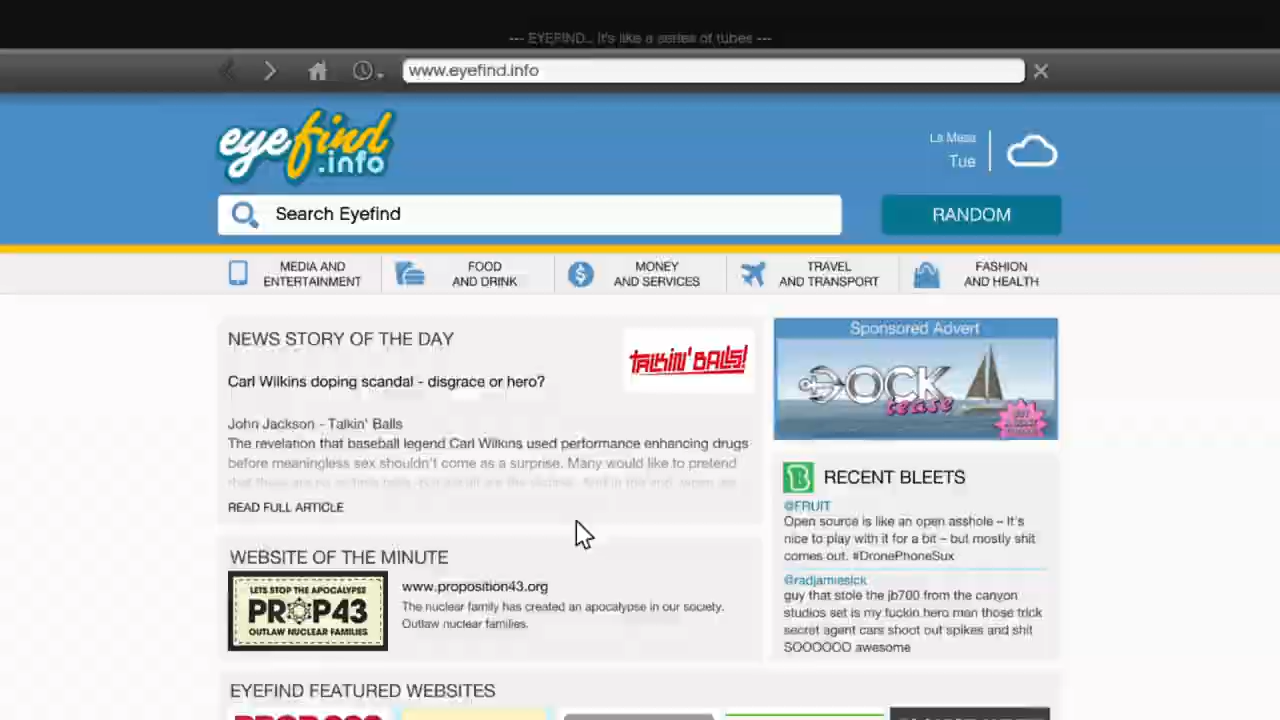 --- EYEFIND... It's like a series of tubes ---
www.eyefind.info
eyefind
.info
La Mesa
Tue
Search Eyefind
RANDOM
MEDIA AND
ENTERTAINMENT
FOOD
AND DRINK
MONEY
AND SERVICES
TRAVEL
AND TRANSPORT
FASHION
AND HEALTH
NEWS STORY OF THE DAY
TALKIN' BALLS!
Carl Wilkins doping scandal - disgrace or hero?
John Jackson - Talkin' Balls
The revelation that baseball legend Carl Wilkins used performance enhancing drugs
before meaningless sex shouldn't come as a surprise. Many would like to pretend
READ FULL ARTICLE
Sponsored Advert
DOCK
tease
RECENT BLEETS
@FRUIT
Open source is like an open asshole – It's
nice to play with it for a bit – but mostly shit
comes out. #DronePhoneSux
@radjamiesick
guy that stole the jb700 from the canyon
studios set is my fuckin hero man those trick
secret agent cars shoot out spikes and shit
SOOOOOO awesome
WEBSITE OF THE MINUTE
LETS STOP THE APOCALYPSE
PROP43
OUTLAW NUCLEAR FAMILIES
www.proposition43.org
The nuclear family has created an apocalypse in our society.
Outlaw nuclear families.
EYEFIND FEATURED WEBSITES